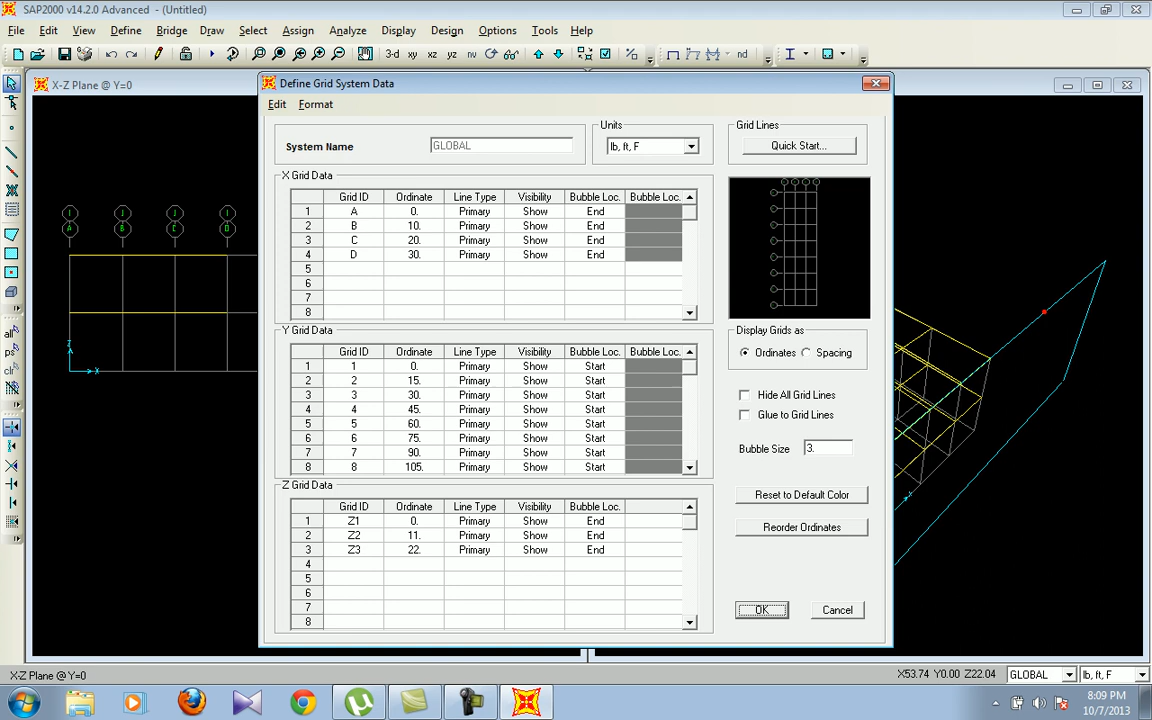 SAP2000 v14.2.0 Advanced - (Untitled)
File Edit View Define Bridge Draw Select Assign Analyze Display Design Options Tools Help
3-d xy xz yz nv nd
X-Z Plane @ Y=0
Define Grid System Data
Edit Format
System Name GLOBAL
Units
lb, ft, F
Grid Lines
Quick Start...
X Grid Data
Grid ID Ordinate Line Type Visibility Bubble Loc. Bubble Loc.
1 A 0. Primary Show End
2 B 10. Primary Show End
3 C 20. Primary Show End
4 D 30. Primary Show End
5
6
7
8
Y Grid Data
Grid ID Ordinate Line Type Visibility Bubble Loc. Bubble Loc.
1 1 0. Primary Show Start
2 2 15. Primary Show Start
3 3 30. Primary Show Start
4 4 45. Primary Show Start
5 5 60. Primary Show Start
6 6 75. Primary Show Start
7 7 90. Primary Show Start
8 8 105. Primary Show Start
Z Grid Data
Grid ID Ordinate Line Type Visibility Bubble Loc.
1 Z1 0. Primary Show End
2 Z2 11. Primary Show End
3 Z3 22. Primary Show End
4
5
6
7
8
Display Grids as
Ordinates Spacing
Hide All Grid Lines
Glue to Grid Lines
Bubble Size 3.
Reset to Default Color
Reorder Ordinates
OK Cancel
I J J I
A B C D
Z
X
all
ps
clr
X-Z Plane @ Y=0
X53.74 Y0.00 Z22.04
GLOBAL
lb, ft, F
8:09 PM
10/7/2013